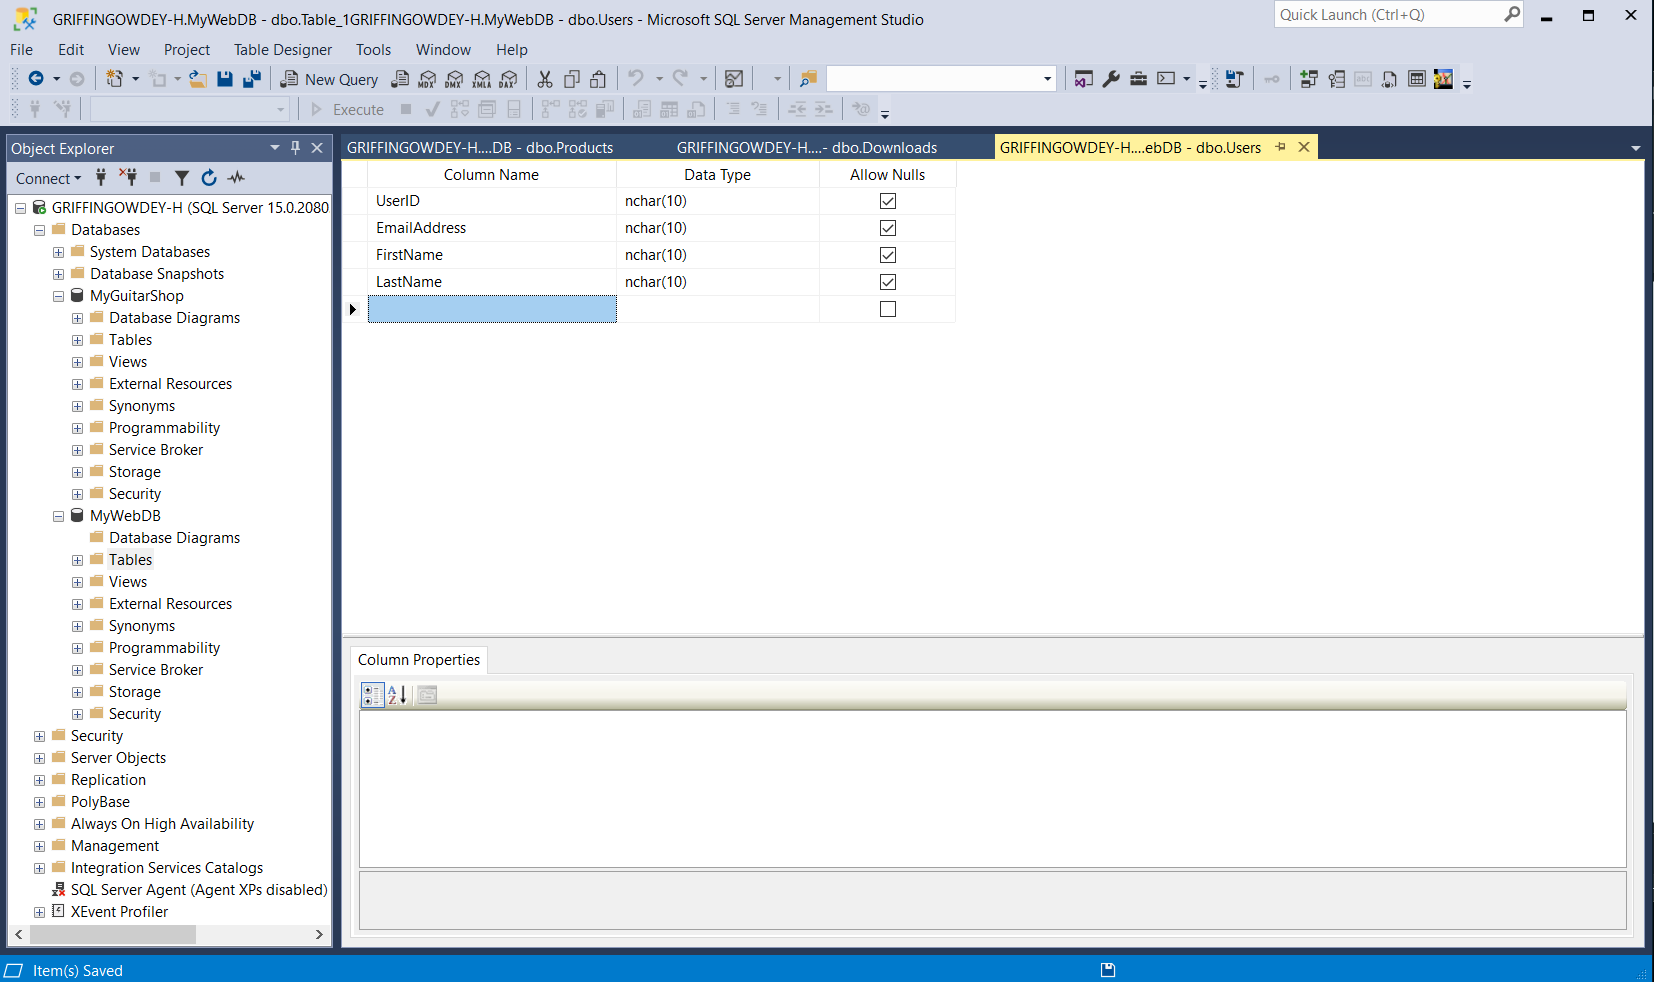 GRIFFINGOWDEY-H.MyWebDB - dbo.Table_1GRIFFINGOWDEY-H.MyWebDB - dbo.Users - Microsoft SQL Server Management Studio
Quick Launch (Ctrl+Q)
File Edit View Project Table Designer Tools Window Help
New Query MDX DMX XMLA DAX
Execute
Object Explorer
Connect
GRIFFINGOWDEY-H (SQL Server 15.0.2080
Databases
System Databases
Database Snapshots
MyGuitarShop
Database Diagrams
Tables
Views
External Resources
Synonyms
Programmability
Service Broker
Storage
Security
MyWebDB
Database Diagrams
Tables
Views
External Resources
Synonyms
Programmability
Service Broker
Storage
Security
Security
Server Objects
Replication
PolyBase
Always On High Availability
Management
Integration Services Catalogs
SQL Server Agent (Agent XPs disabled)
XEvent Profiler
GRIFFINGOWDEY-H....DB - dbo.Products GRIFFINGOWDEY-H....- dbo.Downloads GRIFFINGOWDEY-H....ebDB - dbo.Users
Column Name Data Type Allow Nulls
UserID nchar(10)
EmailAddress nchar(10)
FirstName nchar(10)
LastName nchar(10)
Column Properties
Item(s) Saved